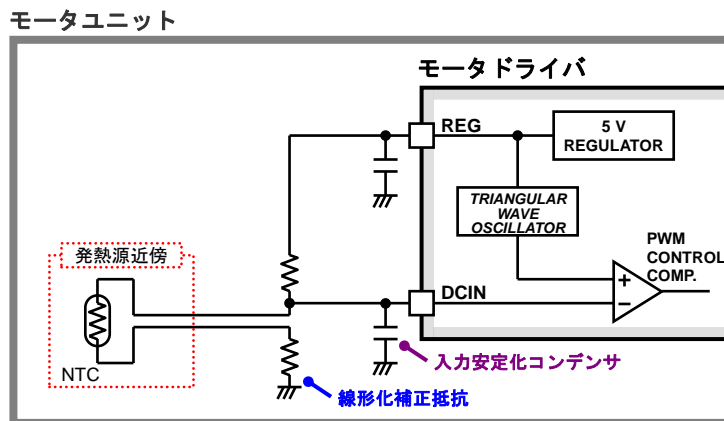 モータユニット
モータドライバ
REG
5 V
REGULATOR
TRIANGULAR
WAVE
OSCILLATOR
発熱源近傍
PWM
CONTROL
COMP.
DCIN
+
−
入力安定化コンデンサ
NTC
線形化補正抵抗